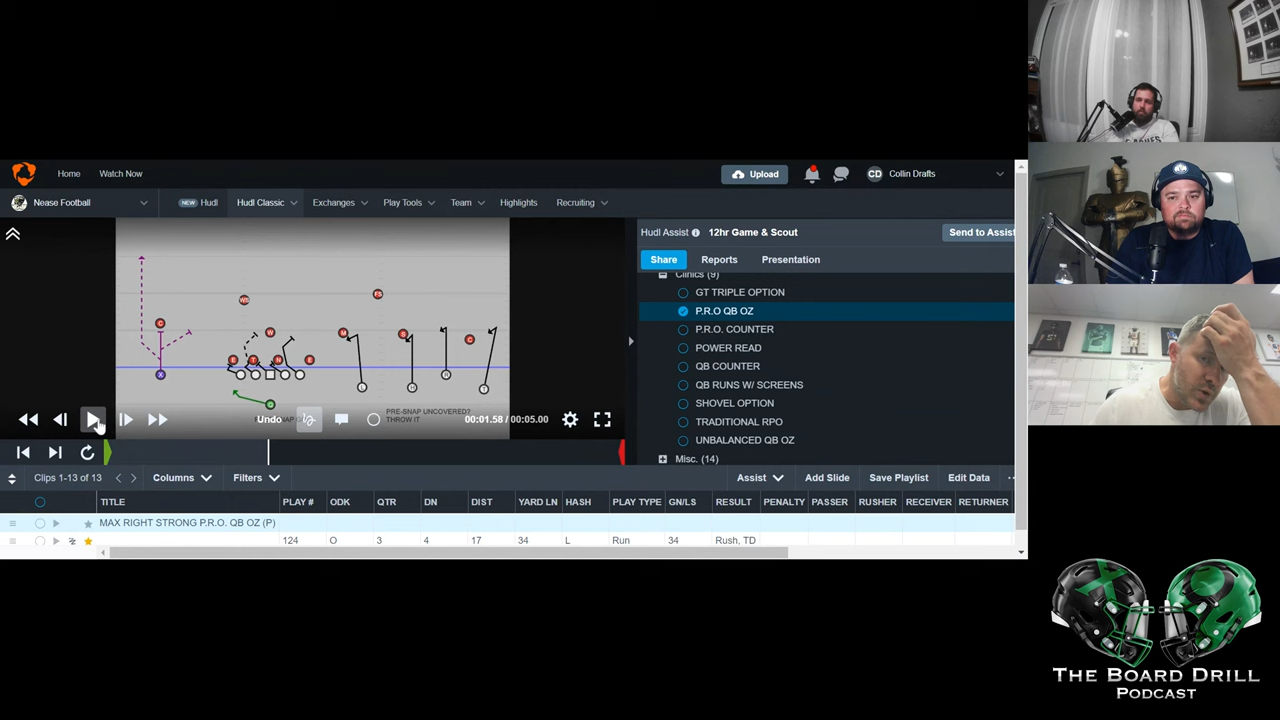 Home
Watch Now
Upload
CD
Collin Drafts
Nease Football
NEW Hudl
Hudl Classic
Exchanges
Play Tools
Team
Highlights
Recruiting
Hudl Assist
12hr Game & Scout
Send to Assist
Share
Reports
Presentation
Clinics (9)
GT TRIPLE OPTION
P.R.O QB OZ
P.R.O. COUNTER
POWER READ
QB COUNTER
QB RUNS W/ SCREENS
SHOVEL OPTION
TRADITIONAL RPO
UNBALANCED QB OZ
Misc. (14)
WS
FS
C
W
M
S
C
E
T
N
E
X
PRE-SNAP UNCOVERED?
THROW IT
Undo
00:01.58 / 00:05.00
Clips 1-13 of 13
Columns
Filters
Assist
Add Slide
Save Playlist
Edit Data
TITLE PLAY # ODK QTR DN DIST YARD LN HASH PLAY TYPE GN/LS RESULT PENALTY PASSER RUSHER RECEIVER RETURNER
MAX RIGHT STRONG P.R.O. QB OZ (P)
124 O 3 4 17 34 L Run 34 Rush, TD
THE BOARD DRILL
PODCAST